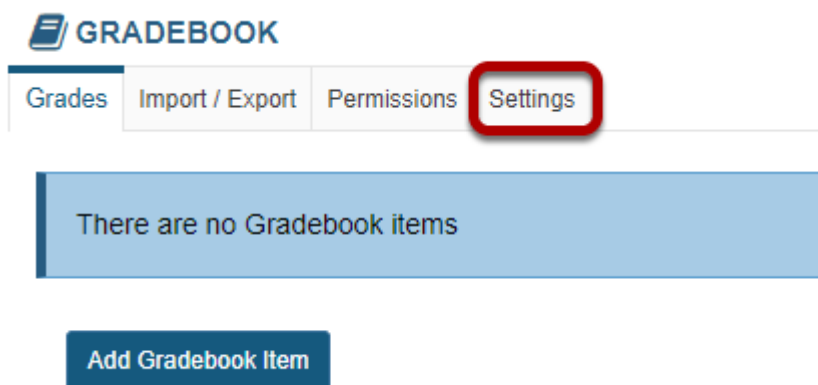 GRADEBOOK
Grades Import / Export Permissions Settings
There are no Gradebook items
Add Gradebook Item